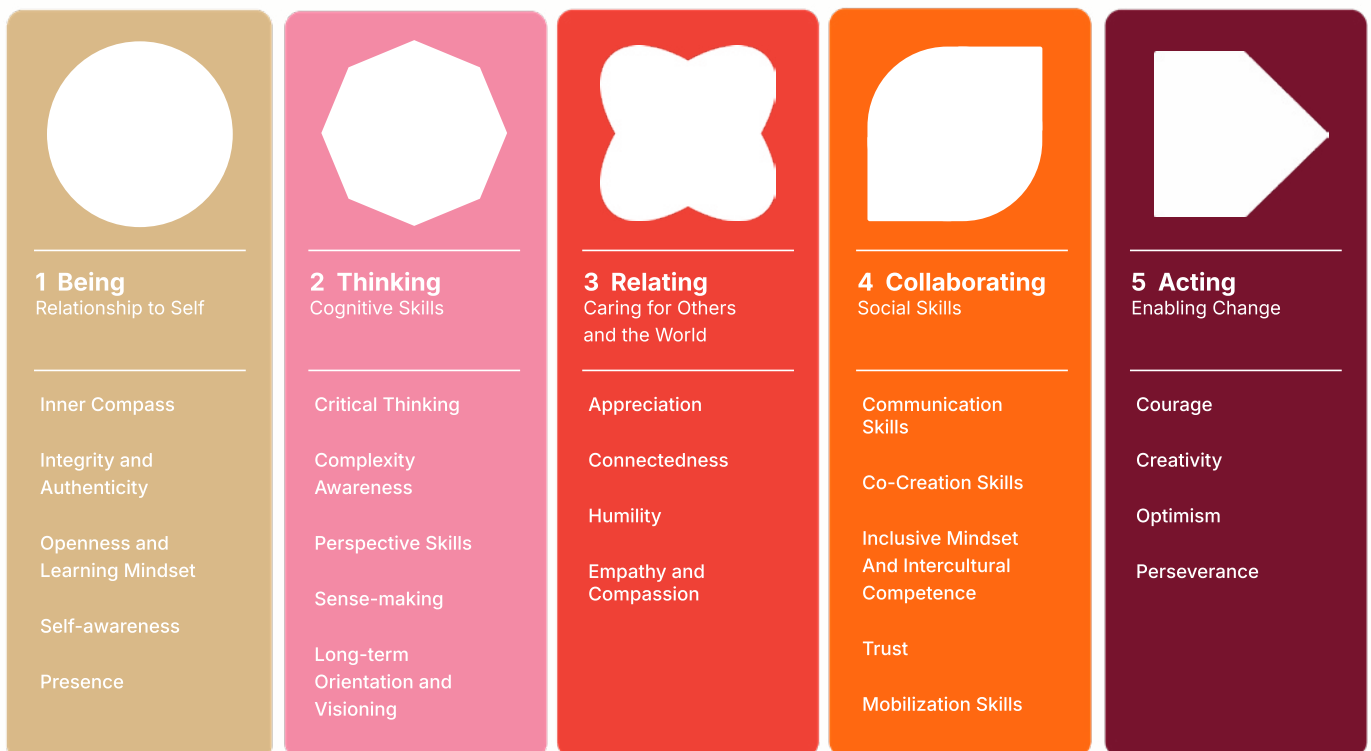 1 Being
Relationship to Self
Inner Compass
Integrity and
Authenticity
Openness and
Learning Mindset
Self-awareness
Presence
2 Thinking
Cognitive Skills
Critical Thinking
Complexity
Awareness
Perspective Skills
Sense-making
Long-term
Orientation and
Visioning
3 Relating
Caring for Others
and the World
Appreciation
Connectedness
Humility
Empathy and
Compassion
4 Collaborating
Social Skills
Communication
Skills
Co-Creation Skills
Inclusive Mindset
And Intercultural
Competence
Trust
Mobilization Skills
5 Acting
Enabling Change
Courage
Creativity
Optimism
Perseverance